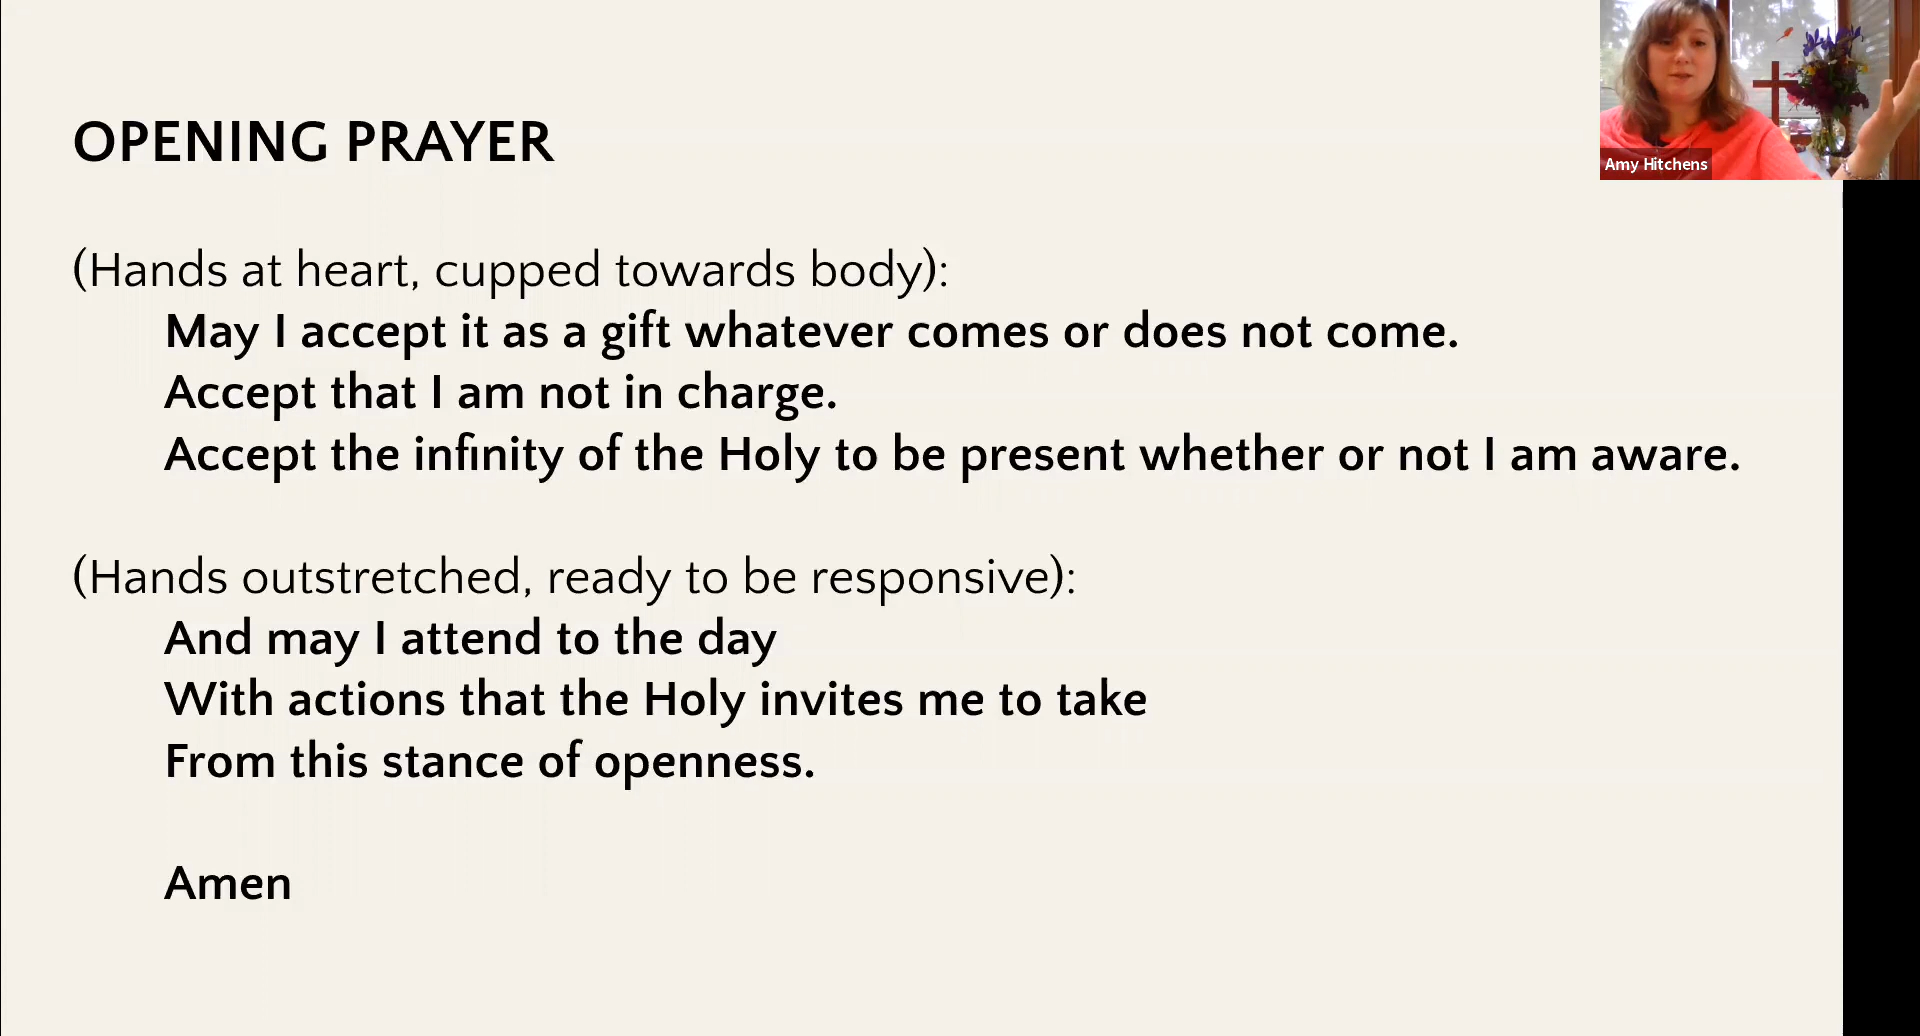 OPENING PRAYER
Amy Hitchens
(Hands at heart, cupped towards body):
May I accept it as a gift whatever comes or does not come.
Accept that I am not in charge.
Accept the infinity of the Holy to be present whether or not I am aware.
(Hands outstretched, ready to be responsive):
And may I attend to the day
With actions that the Holy invites me to take
From this stance of openness.
Amen